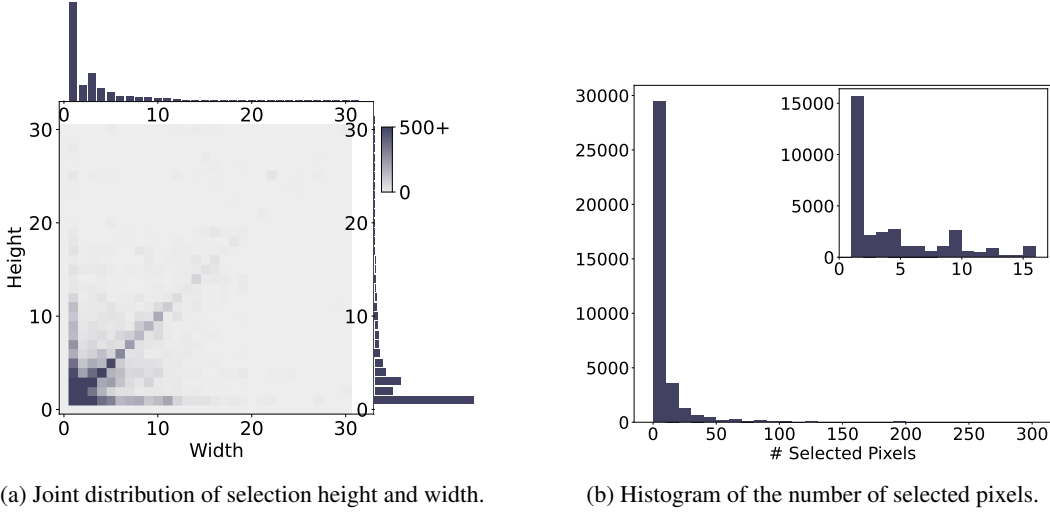 0 10 20 30
30 30 500+
0
20 20
Height
10 10
0 0
0 10 20 30
Width
(a) Joint distribution of selection height and width.
30000
25000
20000
15000
10000
5000
0
15000
10000
5000
0
0 5 10 15
0 50 100 150 200 250 300
# Selected Pixels
(b) Histogram of the number of selected pixels.